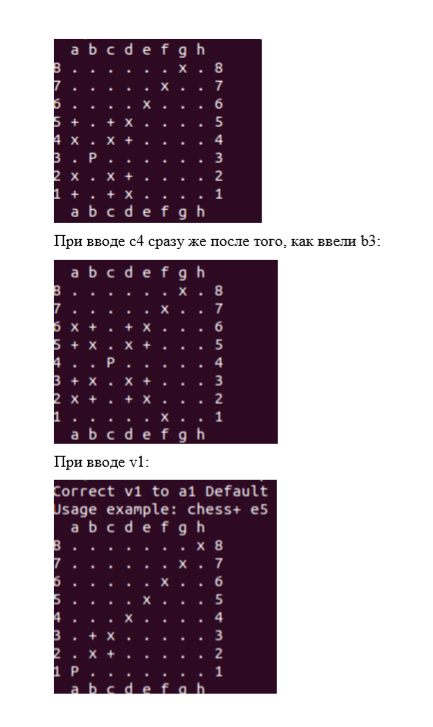 a b c d e f g h
8 . . . . . . x . 8
7 . . . . . x . . 7
6 . . . . x . . . 6
5 + . + x . . . . 5
4 x . x + . . . . 4
3 . P . . . . . . 3
2 x . x + . . . . 2
1 + . + x . . . . 1
a b c d e f g h
При вводе c4 сразу же после того, как ввели b3:
a b c d e f g h
8 . . . . . . x . 8
7 . . . . . x . . 7
6 x + . + x . . . 6
5 + x . x + . . . 5
4 . . P . . . . . 4
3 + x . x + . . . 3
2 x + . + x . . . 2
1 . . . . . x . . 1
a b c d e f g h
При вводе v1:
Correct v1 to a1 Default
Usage example: chess+ e5
a b c d e f g h
8 . . . . . . . x 8
7 . . . . . . x . 7
6 . . . . . x . . 6
5 . . . . x . . . 5
4 . . . x . . . . 4
3 . + x . . . . . 3
2 . x + . . . . . 2
1 P . . . . . . . 1
a b c d e f g h